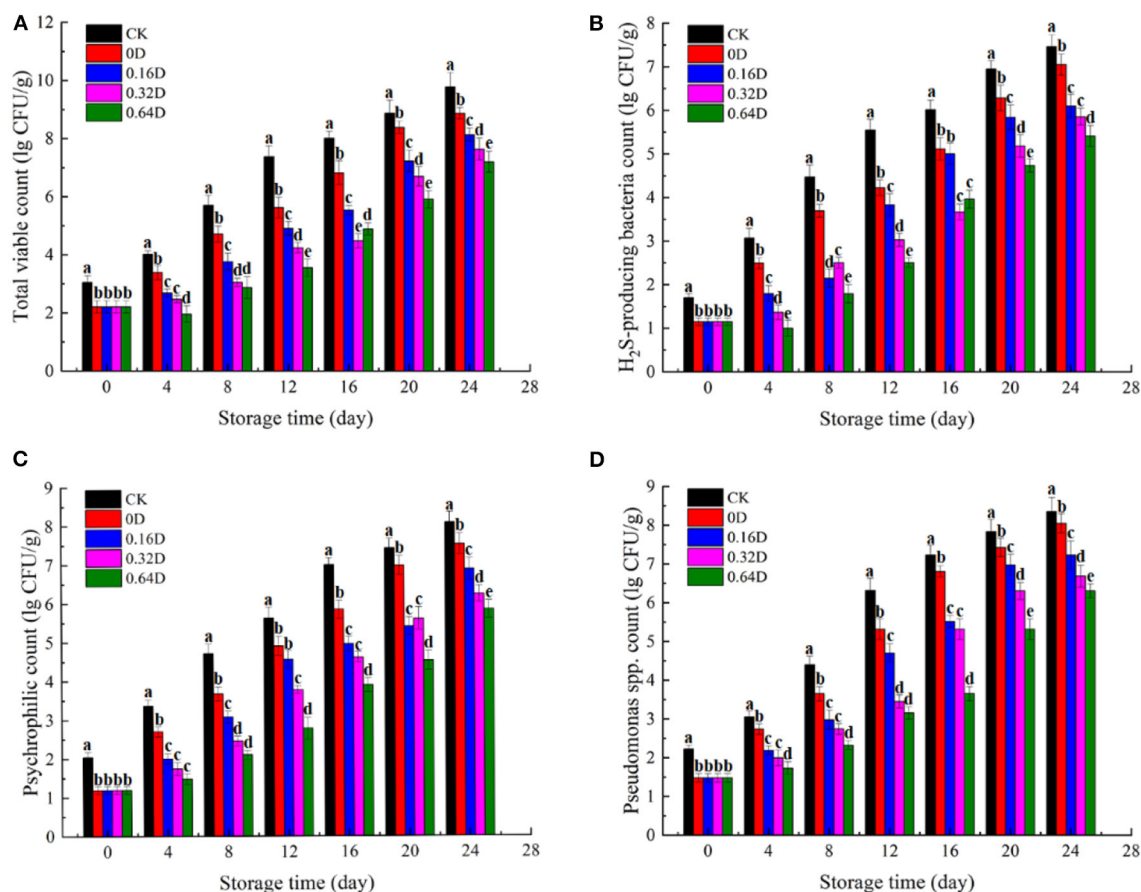 A
CK
0D
0.16D
0.32D
0.64D
Total viable count (lg CFU/g)
12
10
8
6
4
2
0
a bbbb
a b c c d
a b c d d
a b c d e
a b c e d
a b c d e
a b c d e
0 4 8 12 16 20 24 28
Storage time (day)
B
CK
0D
0.16D
0.32D
0.64D
H₂S-producing bacteria count (lg CFU/g)
8
7
6
5
4
3
2
1
0
a bbbb
a b c d e
a b d c e
a b c d e
a b b c c
a b c d e
a b c d e
0 4 8 12 16 20 24 28
Storage time (day)
C
CK
0D
0.16D
0.32D
0.64D
Psychrophilic count (lg CFU/g)
9
8
7
6
5
4
3
2
1
0
a bbbb
a b c c c
a b c d d
a b b c d
a b c c d
a b c c d
a b c d e
0 4 8 12 16 20 24 28
Storage time (day)
D
CK
0D
0.16D
0.32D
0.64D
Pseudomonas spp. count (lg CFU/g)
9
8
7
6
5
4
3
2
1
0
a bbbb
a b c c d
a b c c d
a b c d d
a b c c d
a b c d e
a b c d e
0 4 8 12 16 20 24 28
Storage time (day)